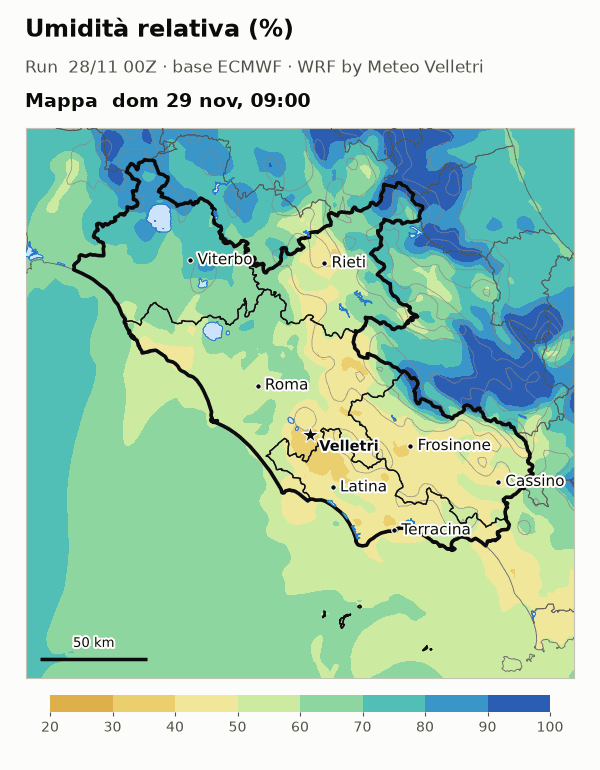 Umidità relativa (%)
Run  28/11 00Z · base ECMWF · WRF by Meteo Velletri
Mappa  dom 29 nov, 09:00
Viterbo
Rieti
Roma
Velletri
Frosinone
Latina
Cassino
Terracina
50 km
20 30 40 50 60 70 80 90 100